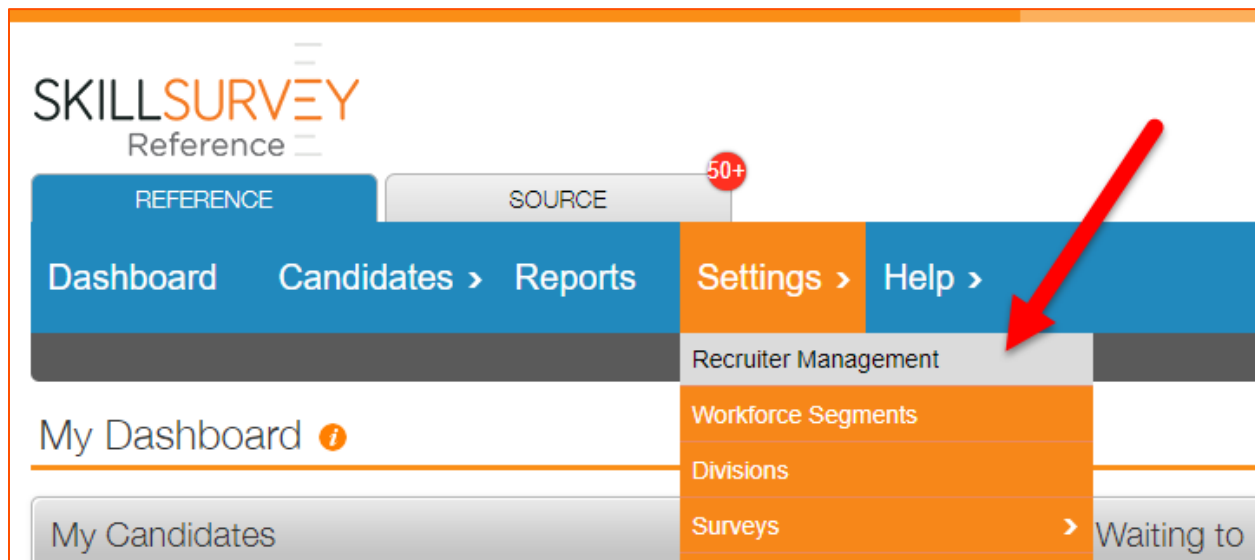 SKILLSURVEY
Reference
50+
REFERENCE
SOURCE
Dashboard Candidates › Reports Settings › Help ›
Recruiter Management
Workforce Segments
My Dashboard i
Divisions
My Candidates
Surveys ›
Waiting to